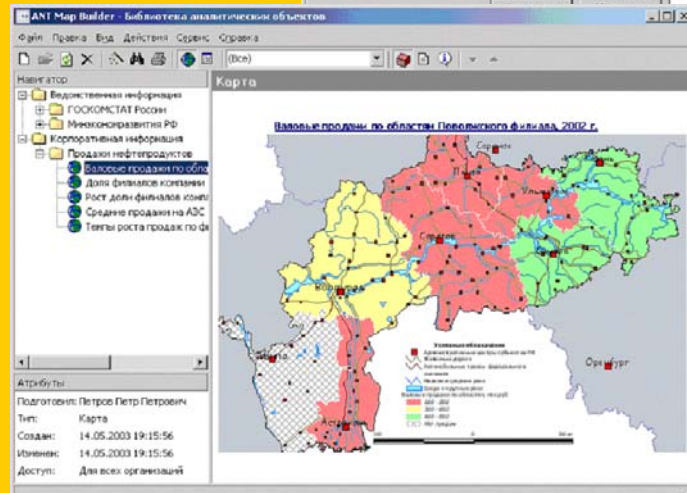 ANT Map Builder - Библиотека аналитических объектов
Файл Правка Вид Действия Сервис Справка
(Все)
Навигатор
Карта
Ведомственная информация
ГОСКОМСТАТ России
Минэкономразвития РФ
Корпоративная информация
Продажи нефтепродуктов
Валовые продажи по обла
Доля филиалов компании
Рост доли филиалов комп
Средние продажи на АЗС
Темпы роста продаж по ф
Валовые продажи по областям Поволжского филиала, 2002 г.
Саратов
Волгоград
Оренбург
Условные обозначения
Атрибуты
Подготовил: Петров Петр Петрович
Тип: Карта
Создан: 14.05.2003 19:15:56
Изменен: 14.05.2003 19:15:56
Доступ: Для всех организаций